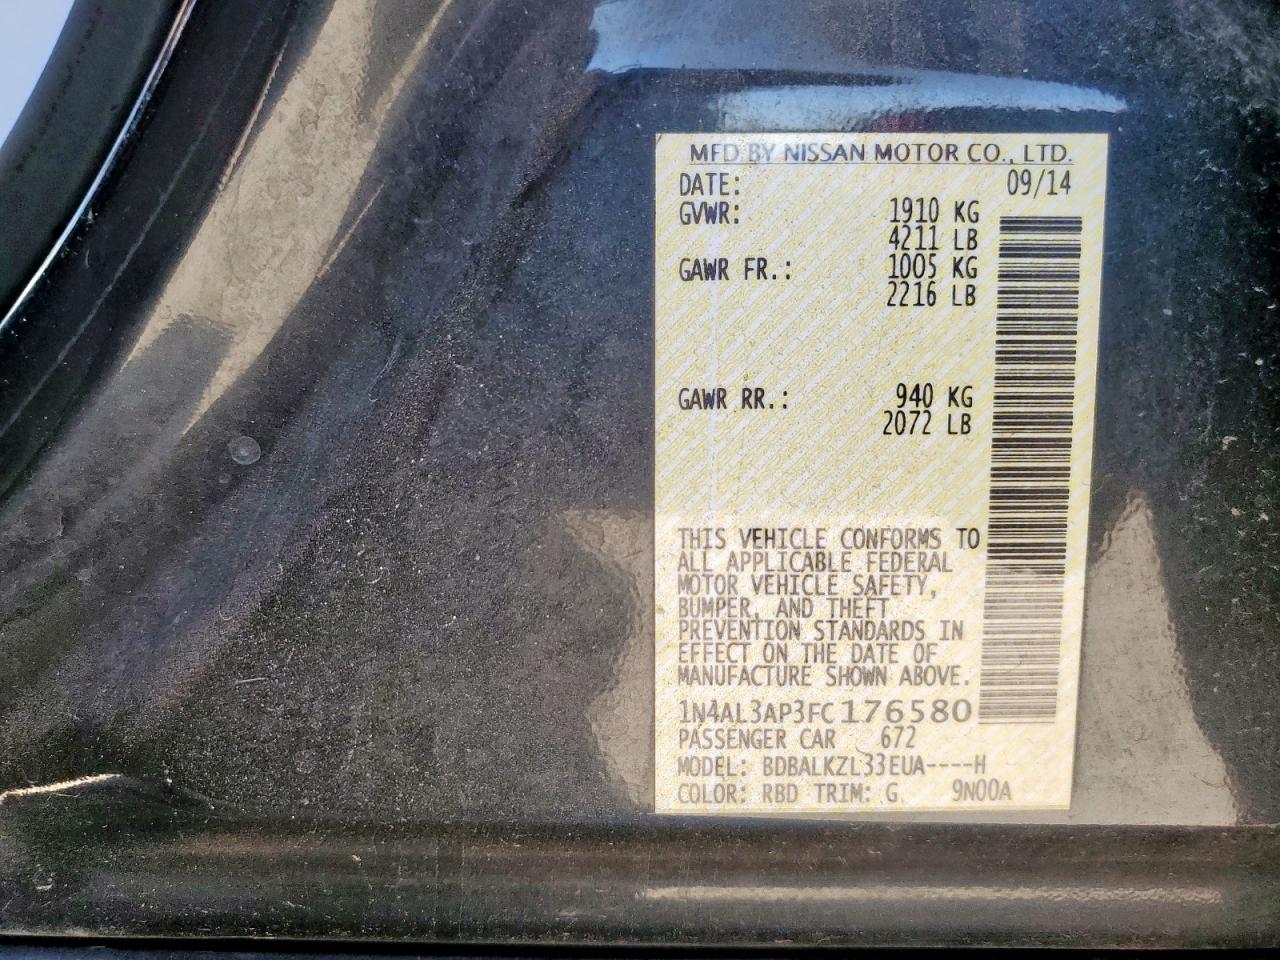 MFD BY NISSAN MOTOR CO., LTD.
DATE: 09/14
GVWR: 1910 KG
4211 LB
GAWR FR.: 1005 KG
2216 LB
GAWR RR.: 940 KG
2072 LB
THIS VEHICLE CONFORMS TO
ALL APPLICABLE FEDERAL
MOTOR VEHICLE SAFETY,
BUMPER, AND THEFT
PREVENTION STANDARDS IN
EFFECT ON THE DATE OF
MANUFACTURE SHOWN ABOVE.
1N4AL3AP3FC176580
PASSENGER CAR 672
MODEL: BDBALKZL33EUA----H
COLOR: RBD TRIM: G 9N00A